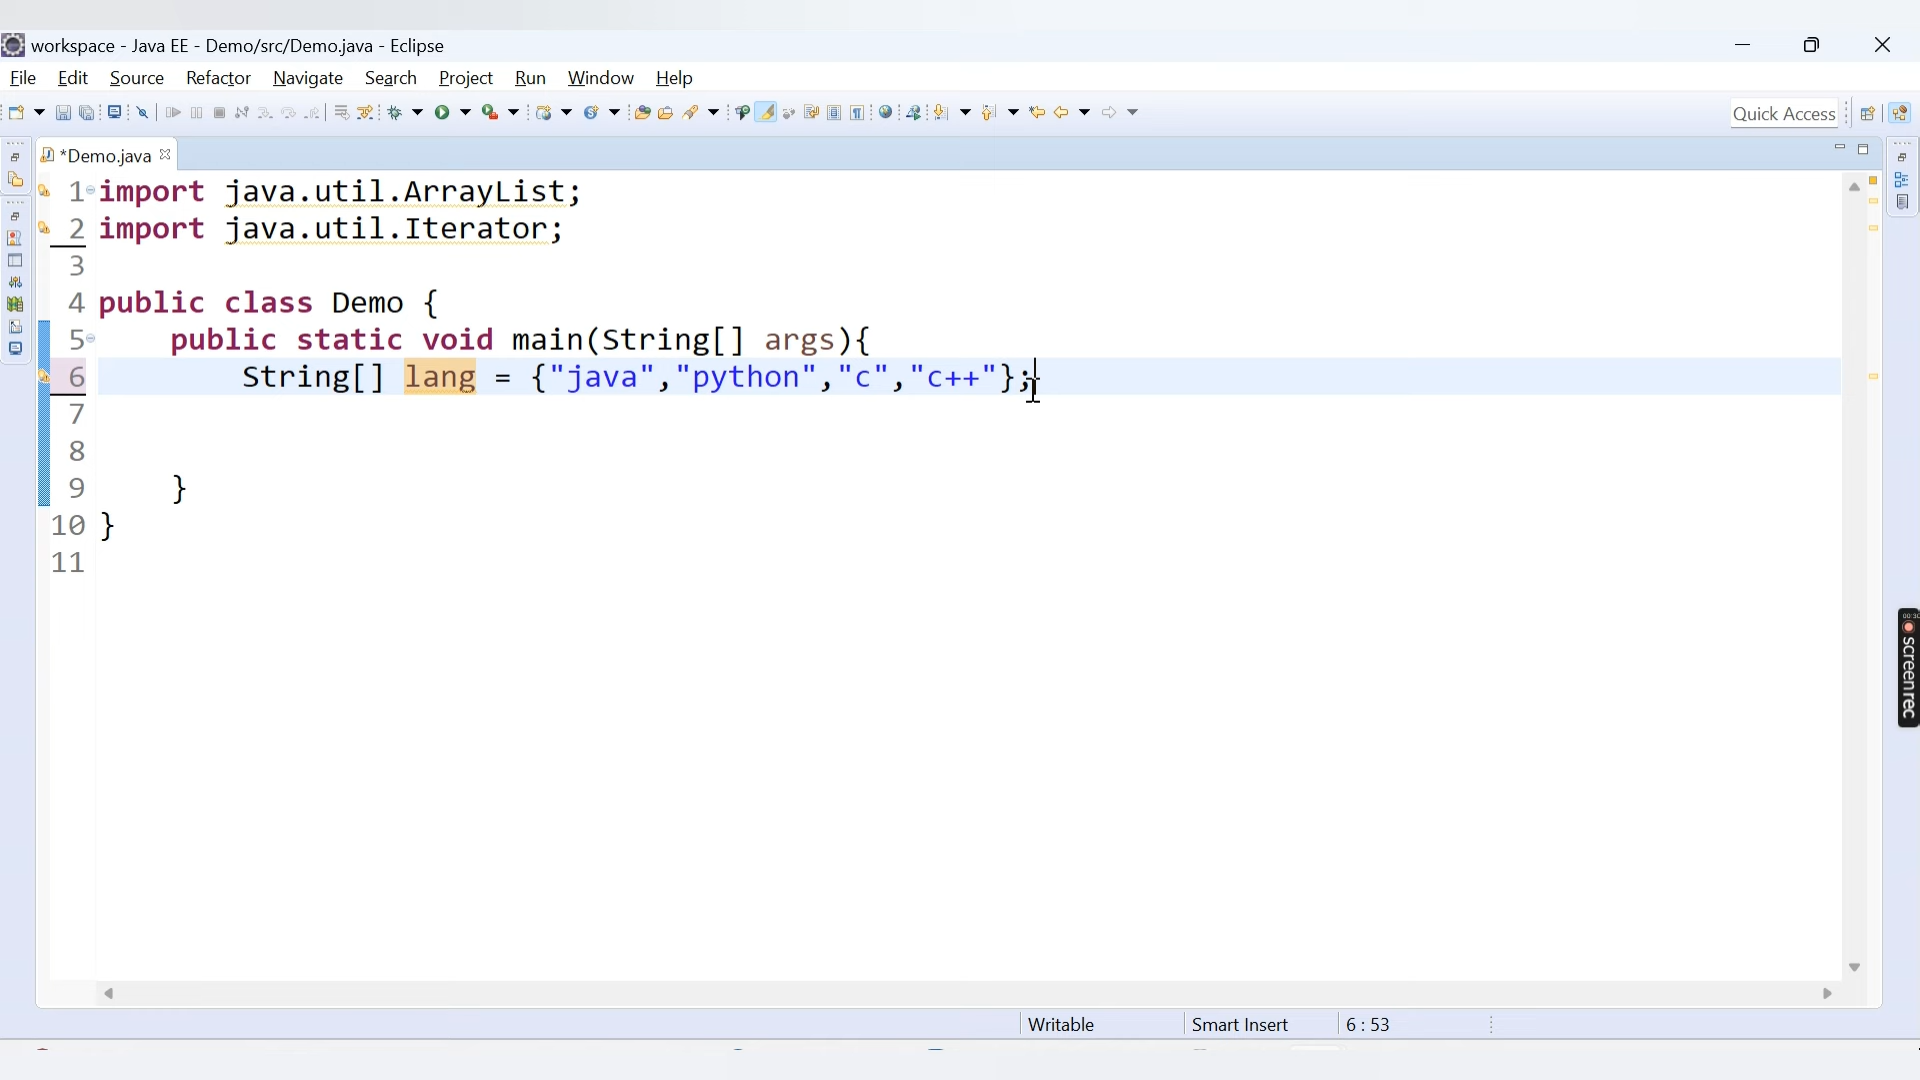 workspace - Java EE - Demo/src/Demo.java - Eclipse
File Edit Source Refactor Navigate Search Project Run Window Help
Quick Access
*Demo.java
1 import java.util.ArrayList;
2 import java.util.Iterator;
3
4 public class Demo {
5 public static void main(String[] args){
6 String[] lang = {"java","python","c","c++"};
7
8
9 }
10 }
11
screenrec
Writable Smart Insert 6 : 53